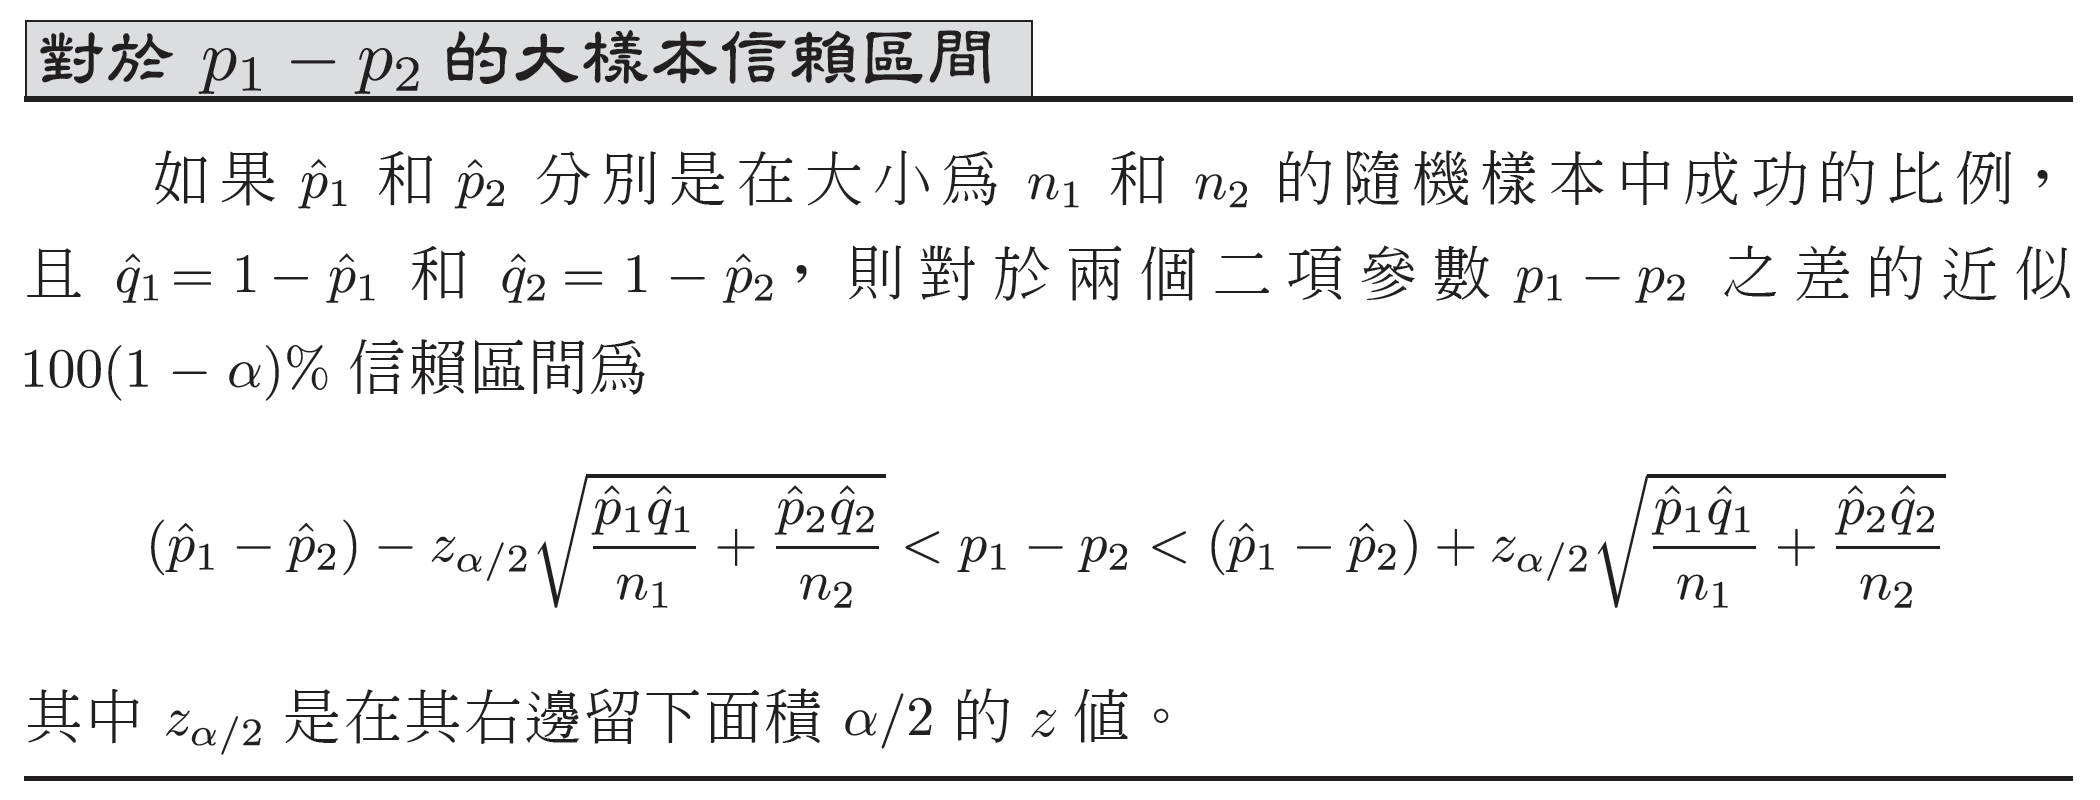 對於 p₁ − p₂ 的大樣本信賴區間
如果 p̂₁ 和 p̂₂ 分別是在大小爲 n₁ 和 n₂ 的隨機樣本中成功的比例，
且 q̂₁ = 1 − p̂₁ 和 q̂₂ = 1 − p̂₂，則對於兩個二項參數 p₁ − p₂ 之差的近似
100(1 − α)% 信賴區間爲
(p̂₁ − p̂₂) − z_{α/2}√(p̂₁q̂₁/n₁ + p̂₂q̂₂/n₂) < p₁ − p₂ < (p̂₁ − p̂₂) + z_{α/2}√(p̂₁q̂₁/n₁ + p̂₂q̂₂/n₂)
其中 z_{α/2} 是在其右邊留下面積 α/2 的 z 値。